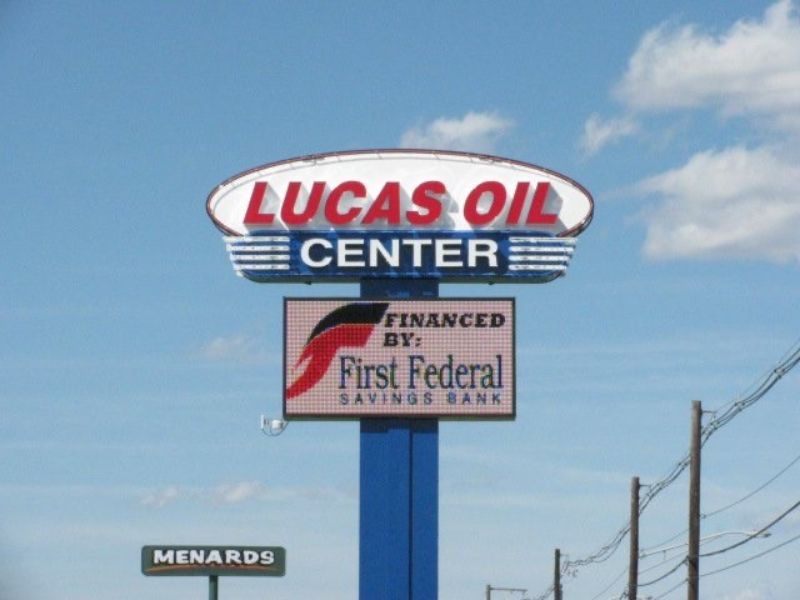 LUCAS OIL
CENTER
FINANCED
BY:
First Federal
SAVINGS BANK
MENARDS